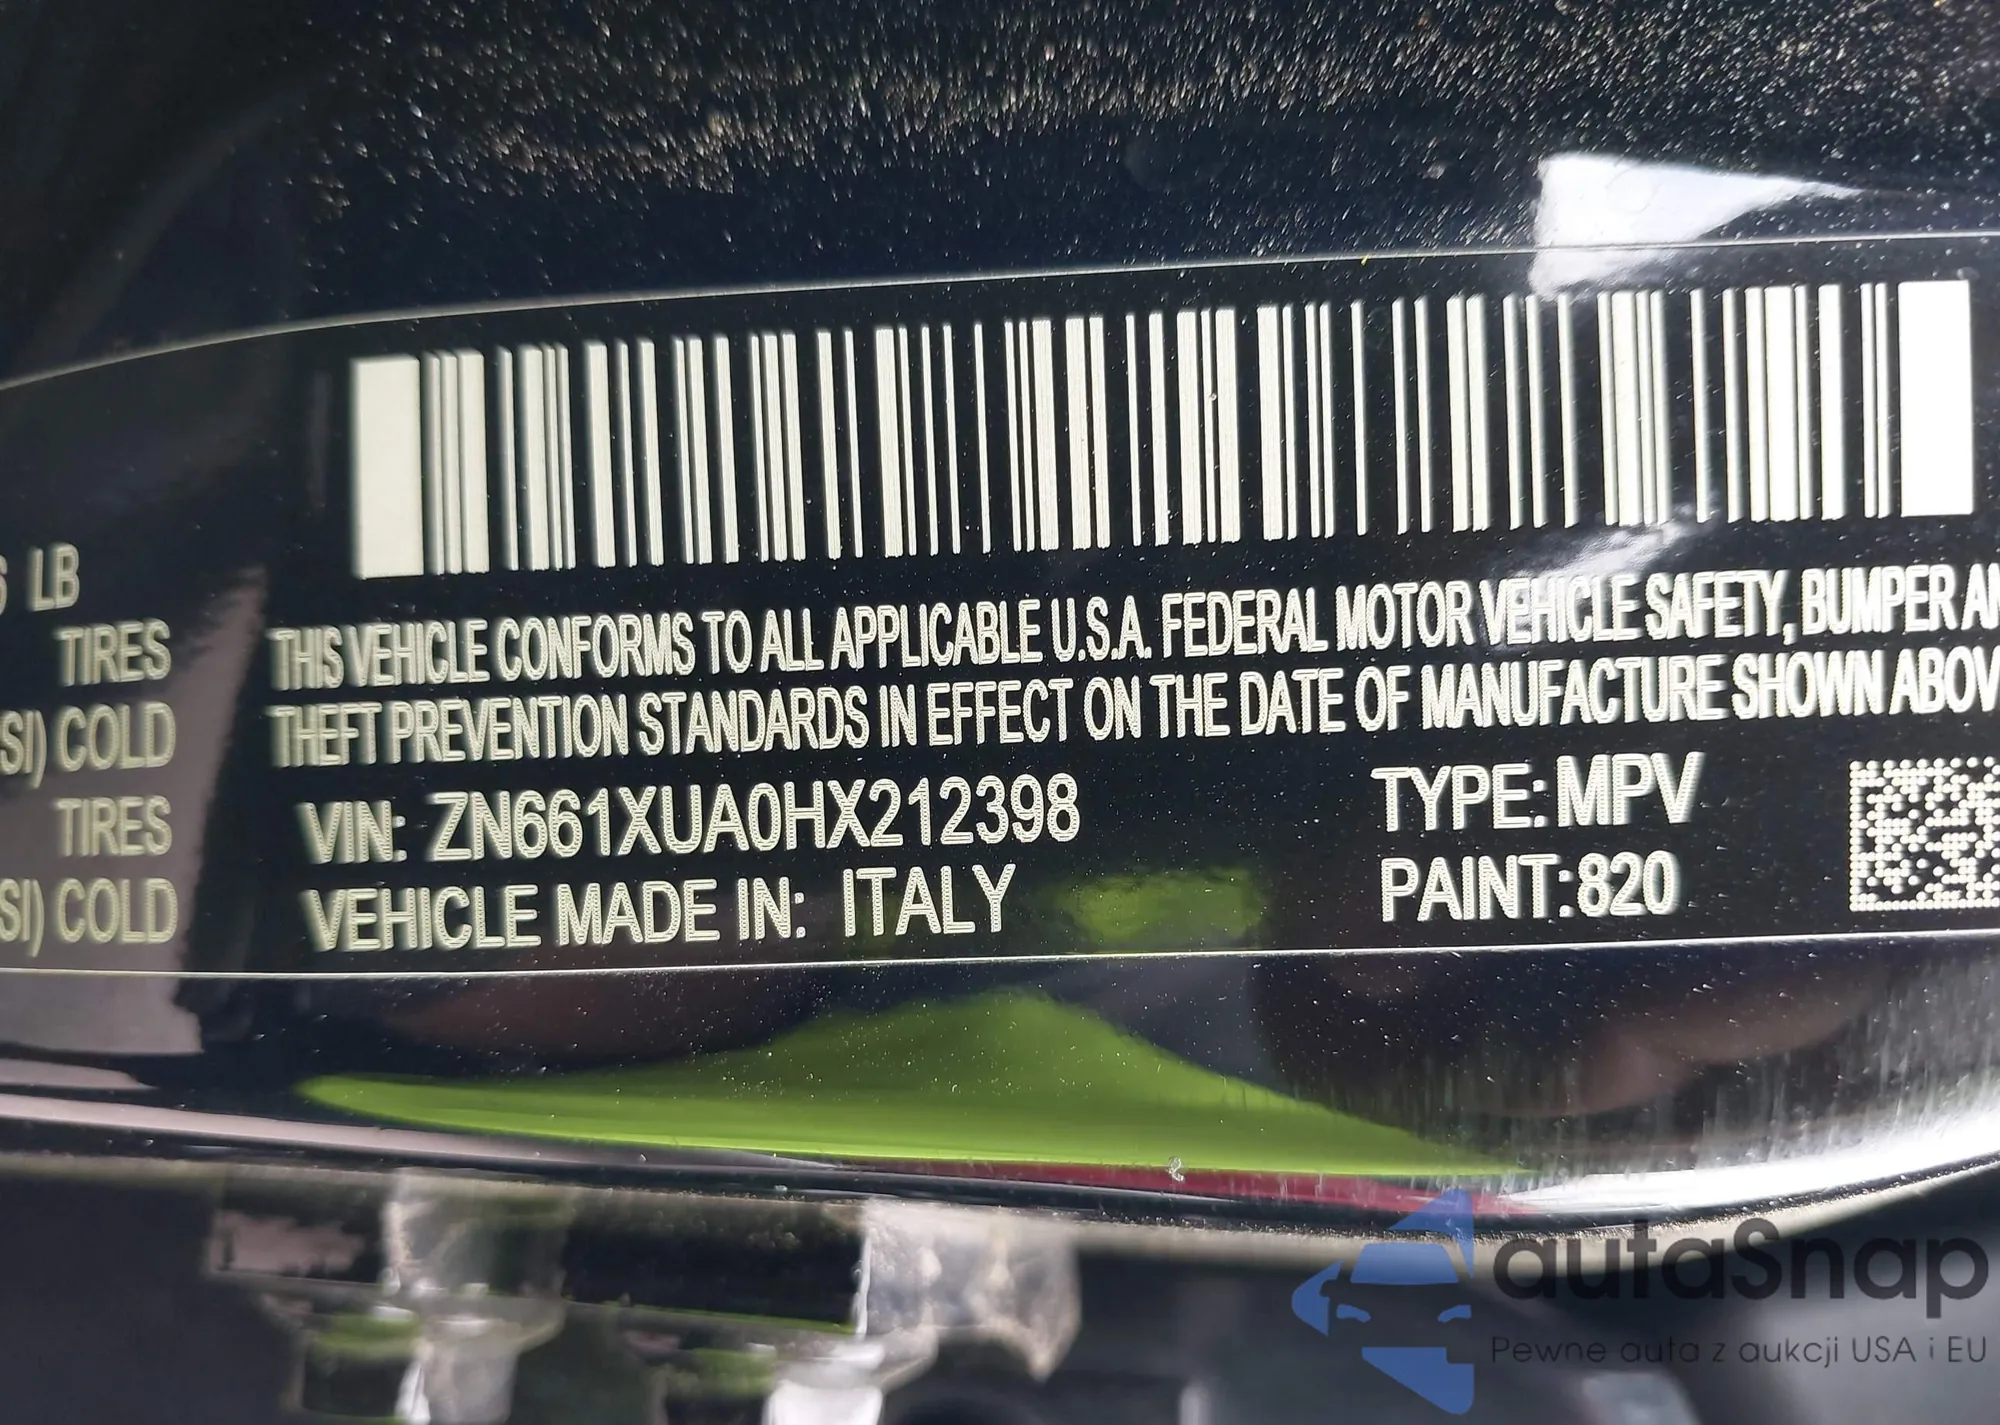 LB
TIRES
SI) COLD
TIRES
SI) COLD
THIS VEHICLE CONFORMS TO ALL APPLICABLE U.S.A. FEDERAL MOTOR VEHICLE SAFETY, BUMPER AN
THEFT PREVENTION STANDARDS IN EFFECT ON THE DATE OF MANUFACTURE SHOWN ABOV
VIN: ZN661XUA0HX212398
TYPE: MPV
VEHICLE MADE IN: ITALY
PAINT: 820
autaSnap
Pewne auta z aukcji USA i EU